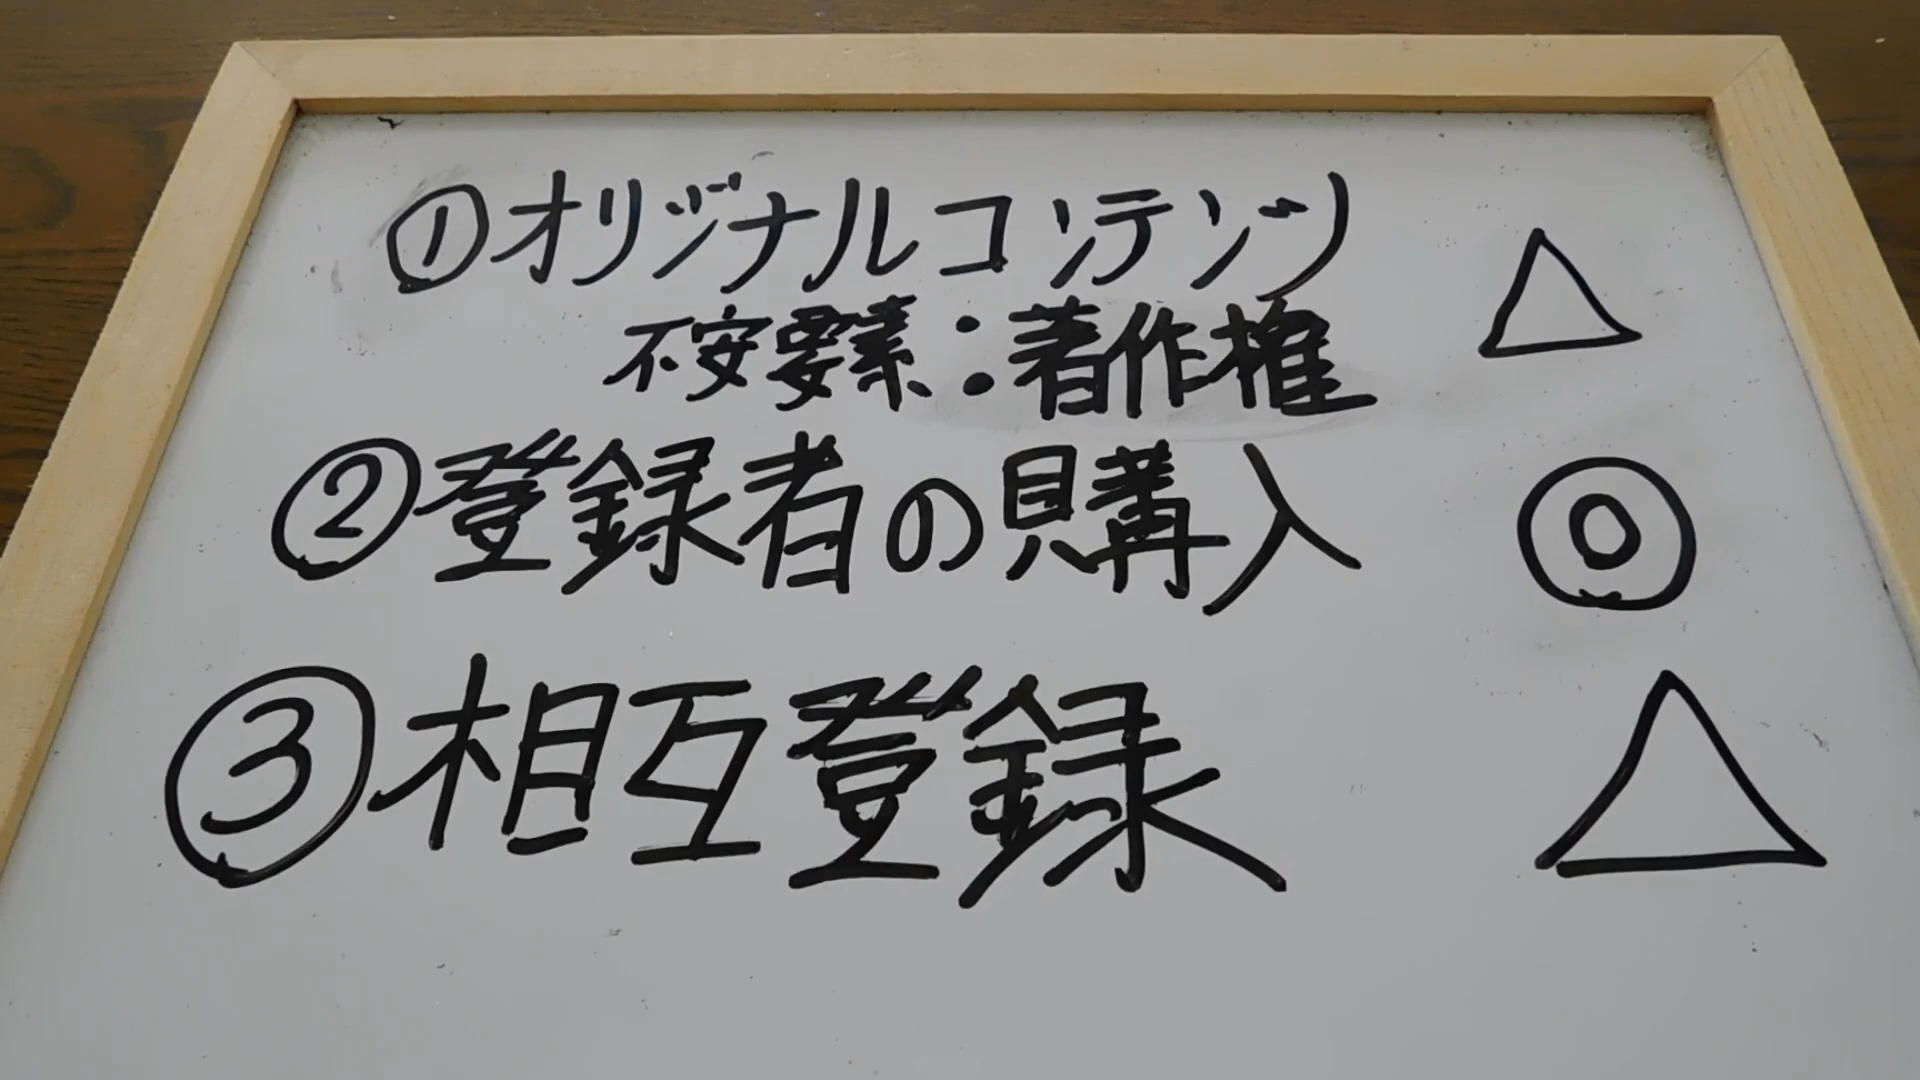 ①オリジナルコンテンツ △
不安要素：著作権
②登録者の購入 ◎
③相互登録 △